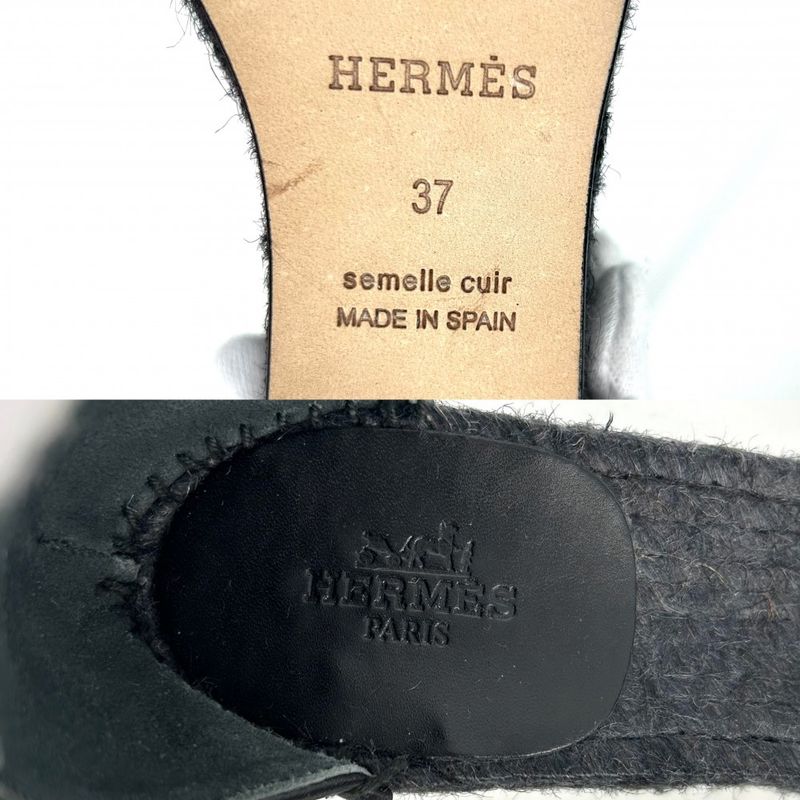 HERMÈS
37
semelle cuir
MADE IN SPAIN
HERMÈS
PARIS